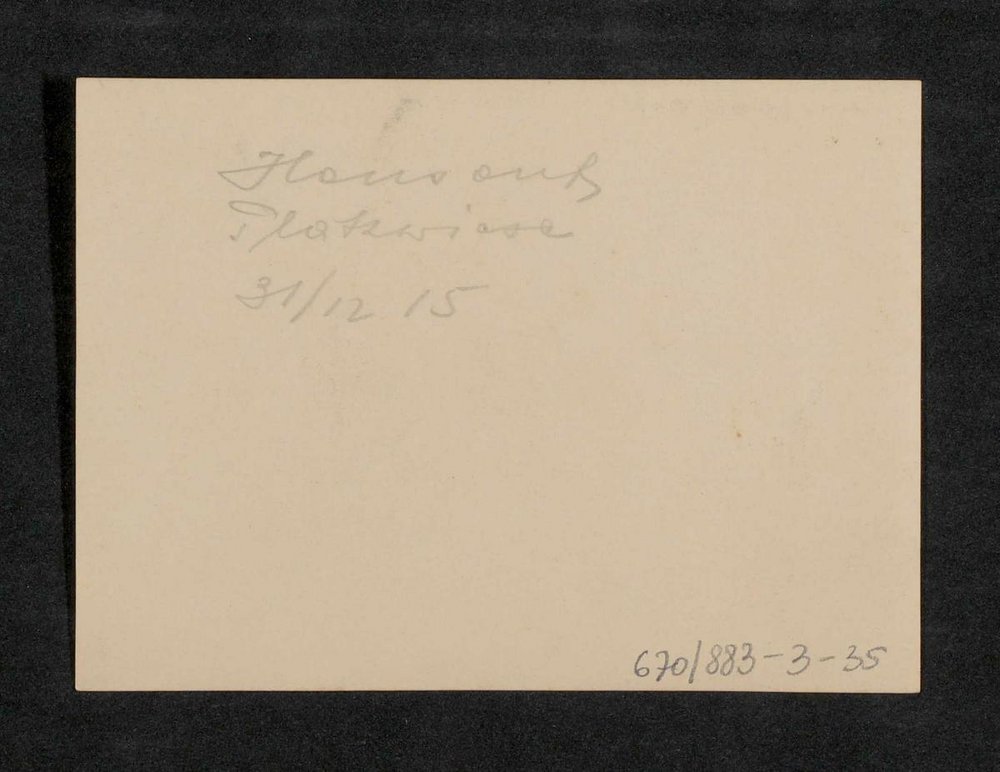 Haus auf
Platzwiese
31/12 15
670/883-3-35